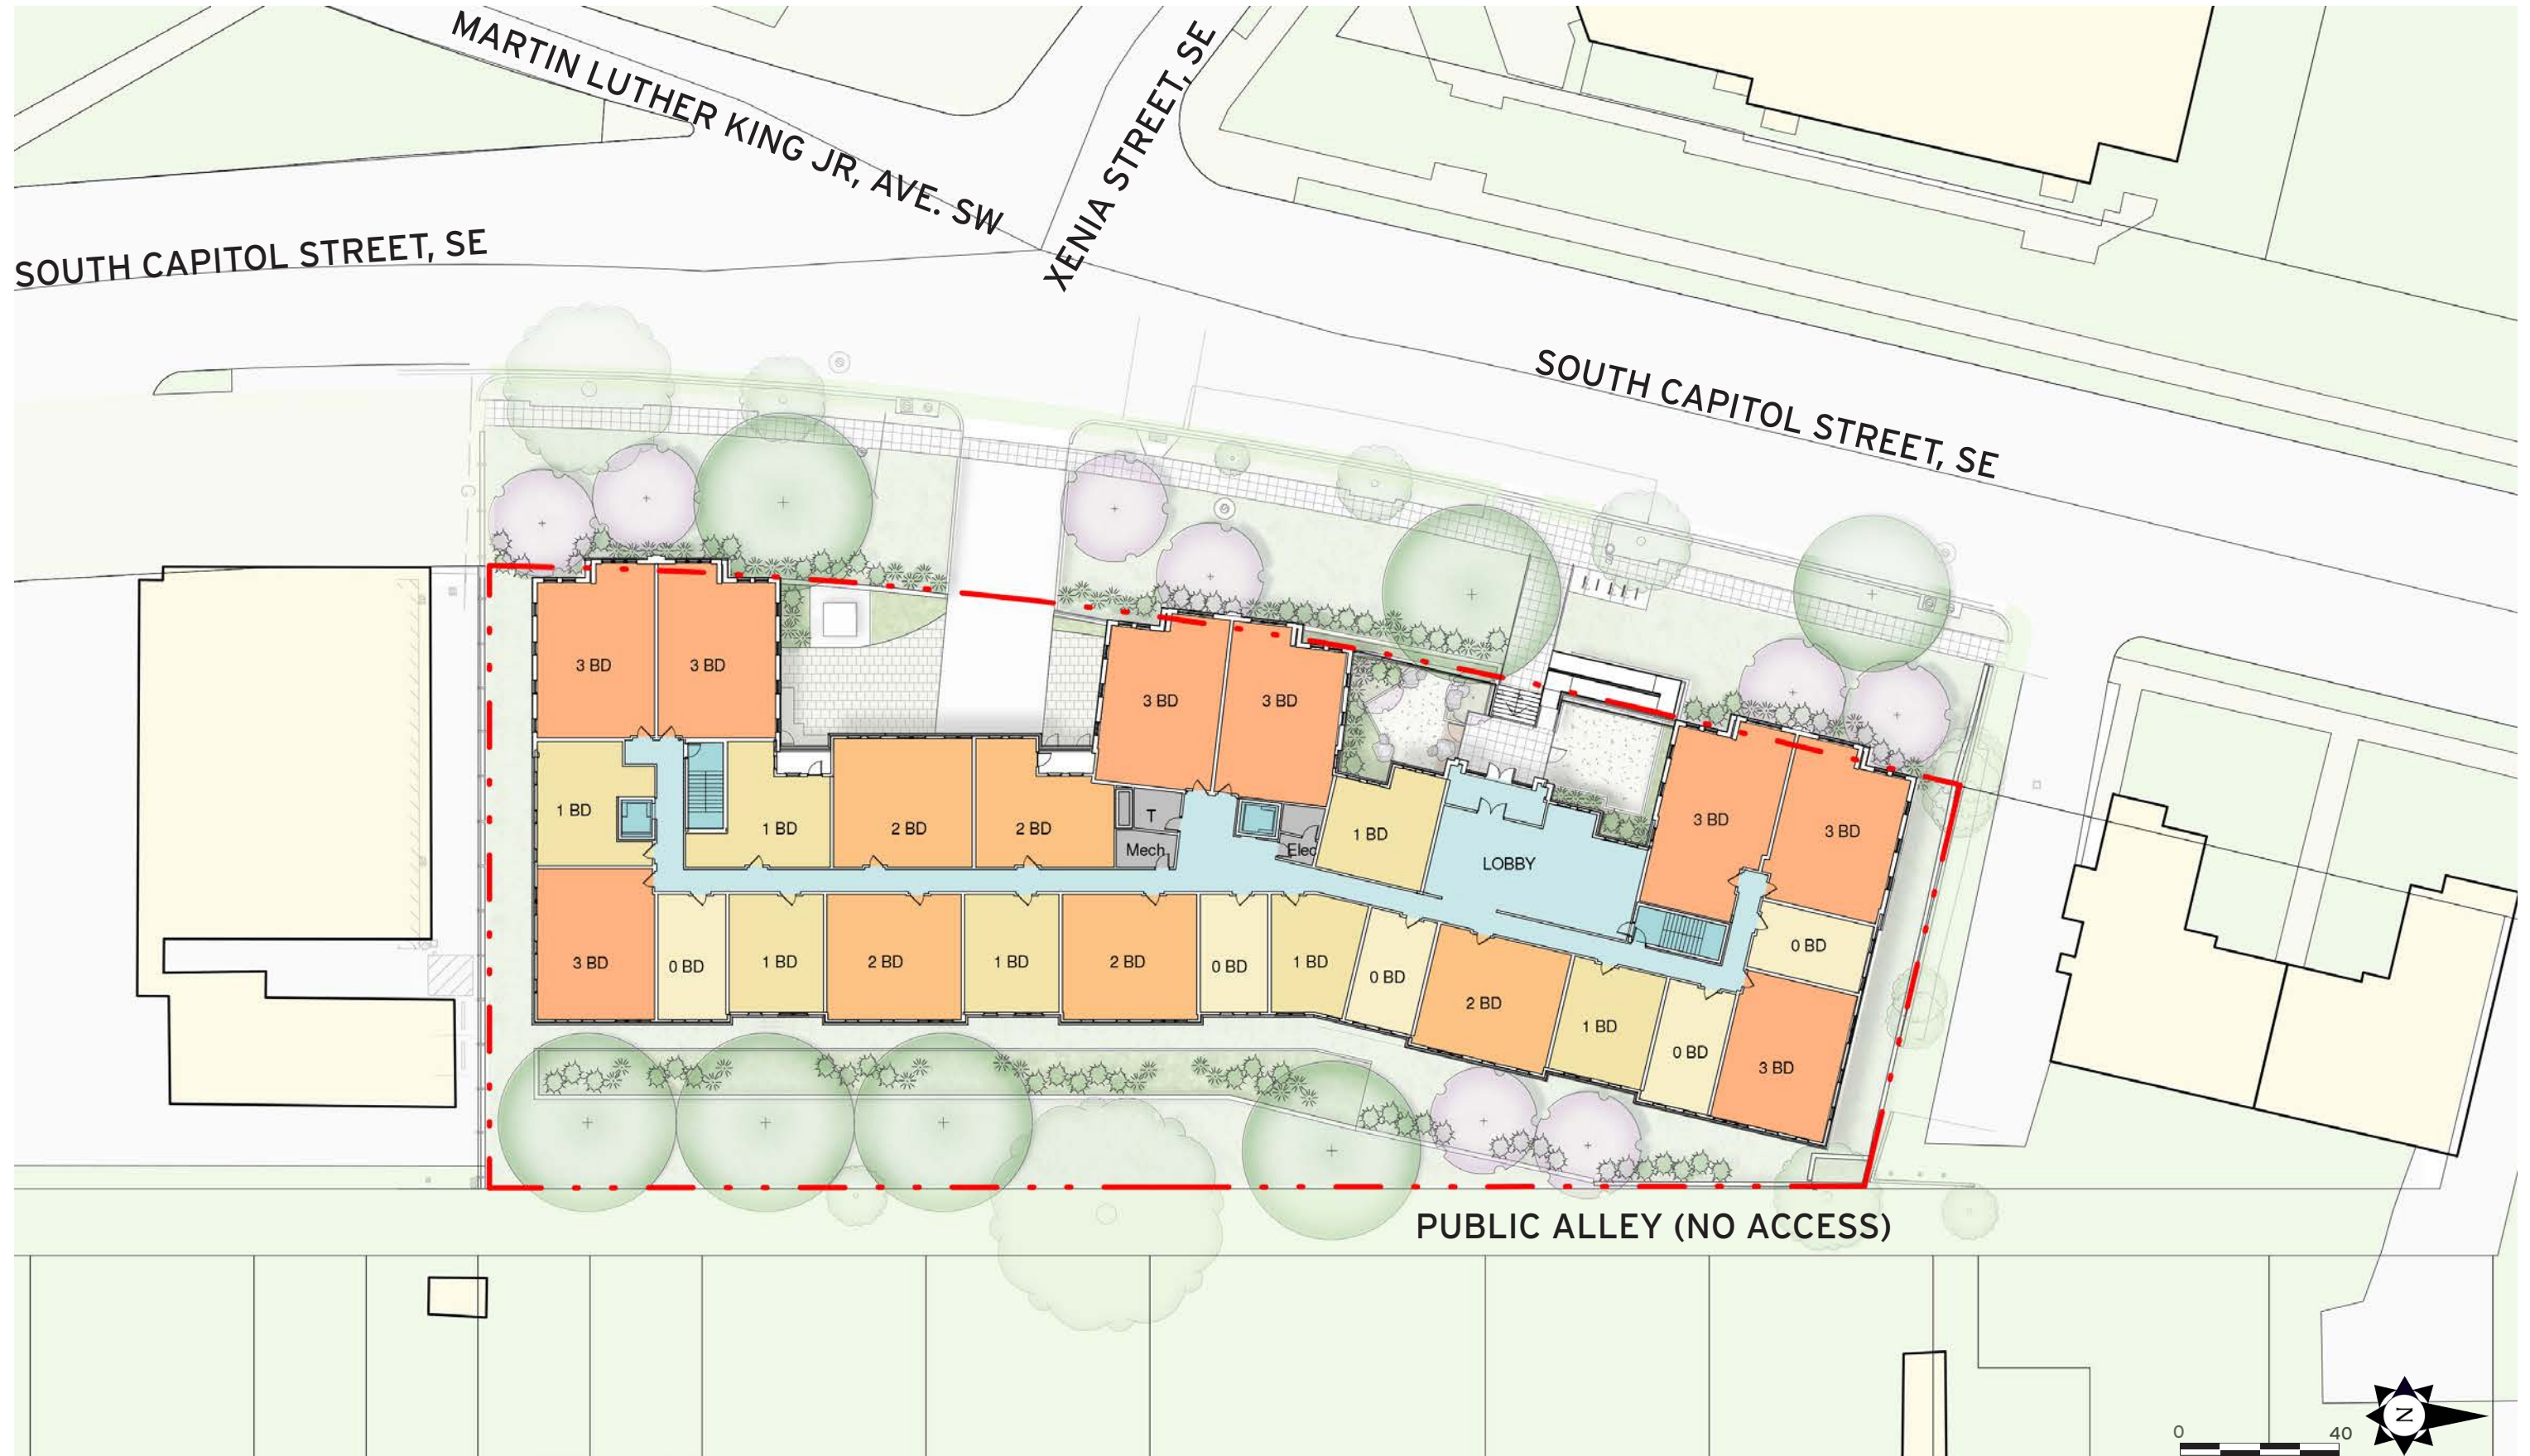 MARTIN LUTHER KING JR, AVE. SW
XENIA STREET, SE
SOUTH CAPITOL STREET, SE
SOUTH CAPITOL STREET, SE
3 BD
3 BD
3 BD
3 BD
1 BD
1 BD
2 BD
2 BD
T
Mech.
Elec
1 BD
LOBBY
3 BD
3 BD
3 BD
0 BD
1 BD
2 BD
1 BD
2 BD
0 BD
1 BD
0 BD
2 BD
1 BD
0 BD
3 BD
0 BD
PUBLIC ALLEY (NO ACCESS)
N
0 40